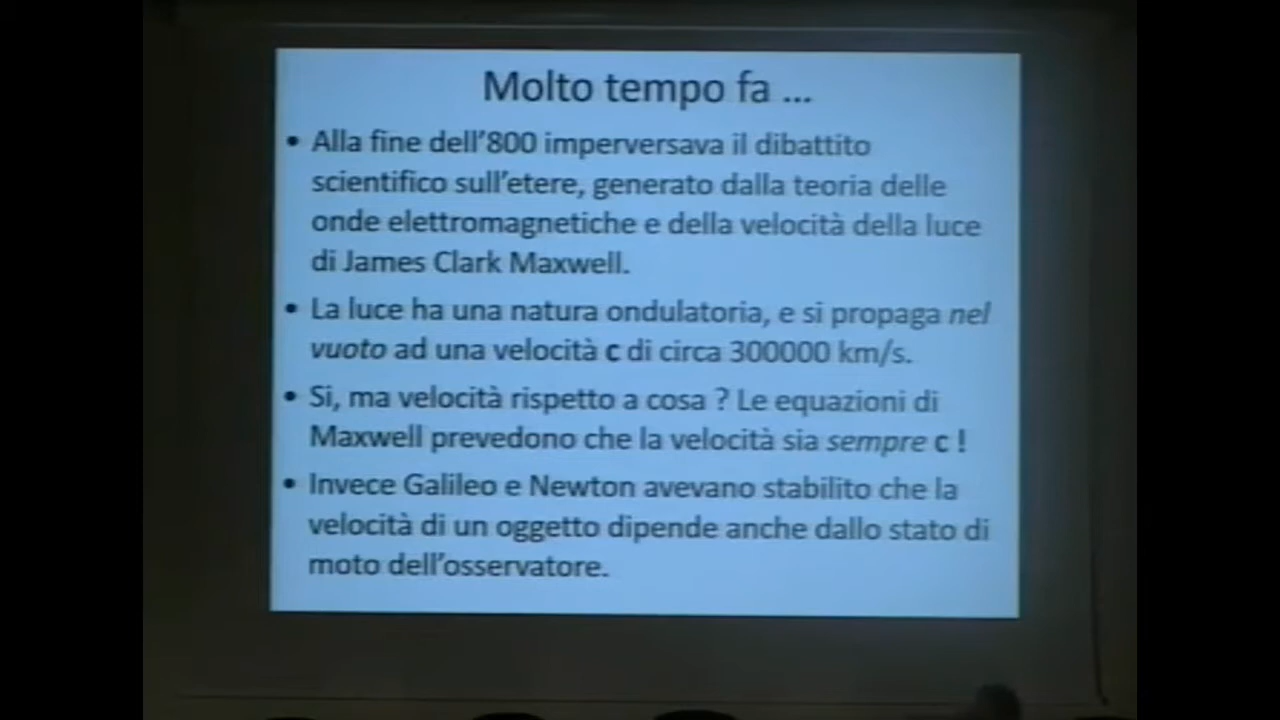 Molto tempo fa ...
• Alla fine dell'800 imperversava il dibattito
scientifico sull'etere, generato dalla teoria delle
onde elettromagnetiche e della velocità della luce
di James Clark Maxwell.
• La luce ha una natura ondulatoria, e si propaga nel
vuoto ad una velocità c di circa 300000 km/s.
• Si, ma velocità rispetto a cosa ? Le equazioni di
Maxwell prevedono che la velocità sia sempre c !
• Invece Galileo e Newton avevano stabilito che la
velocità di un oggetto dipende anche dallo stato di
moto dell'osservatore.